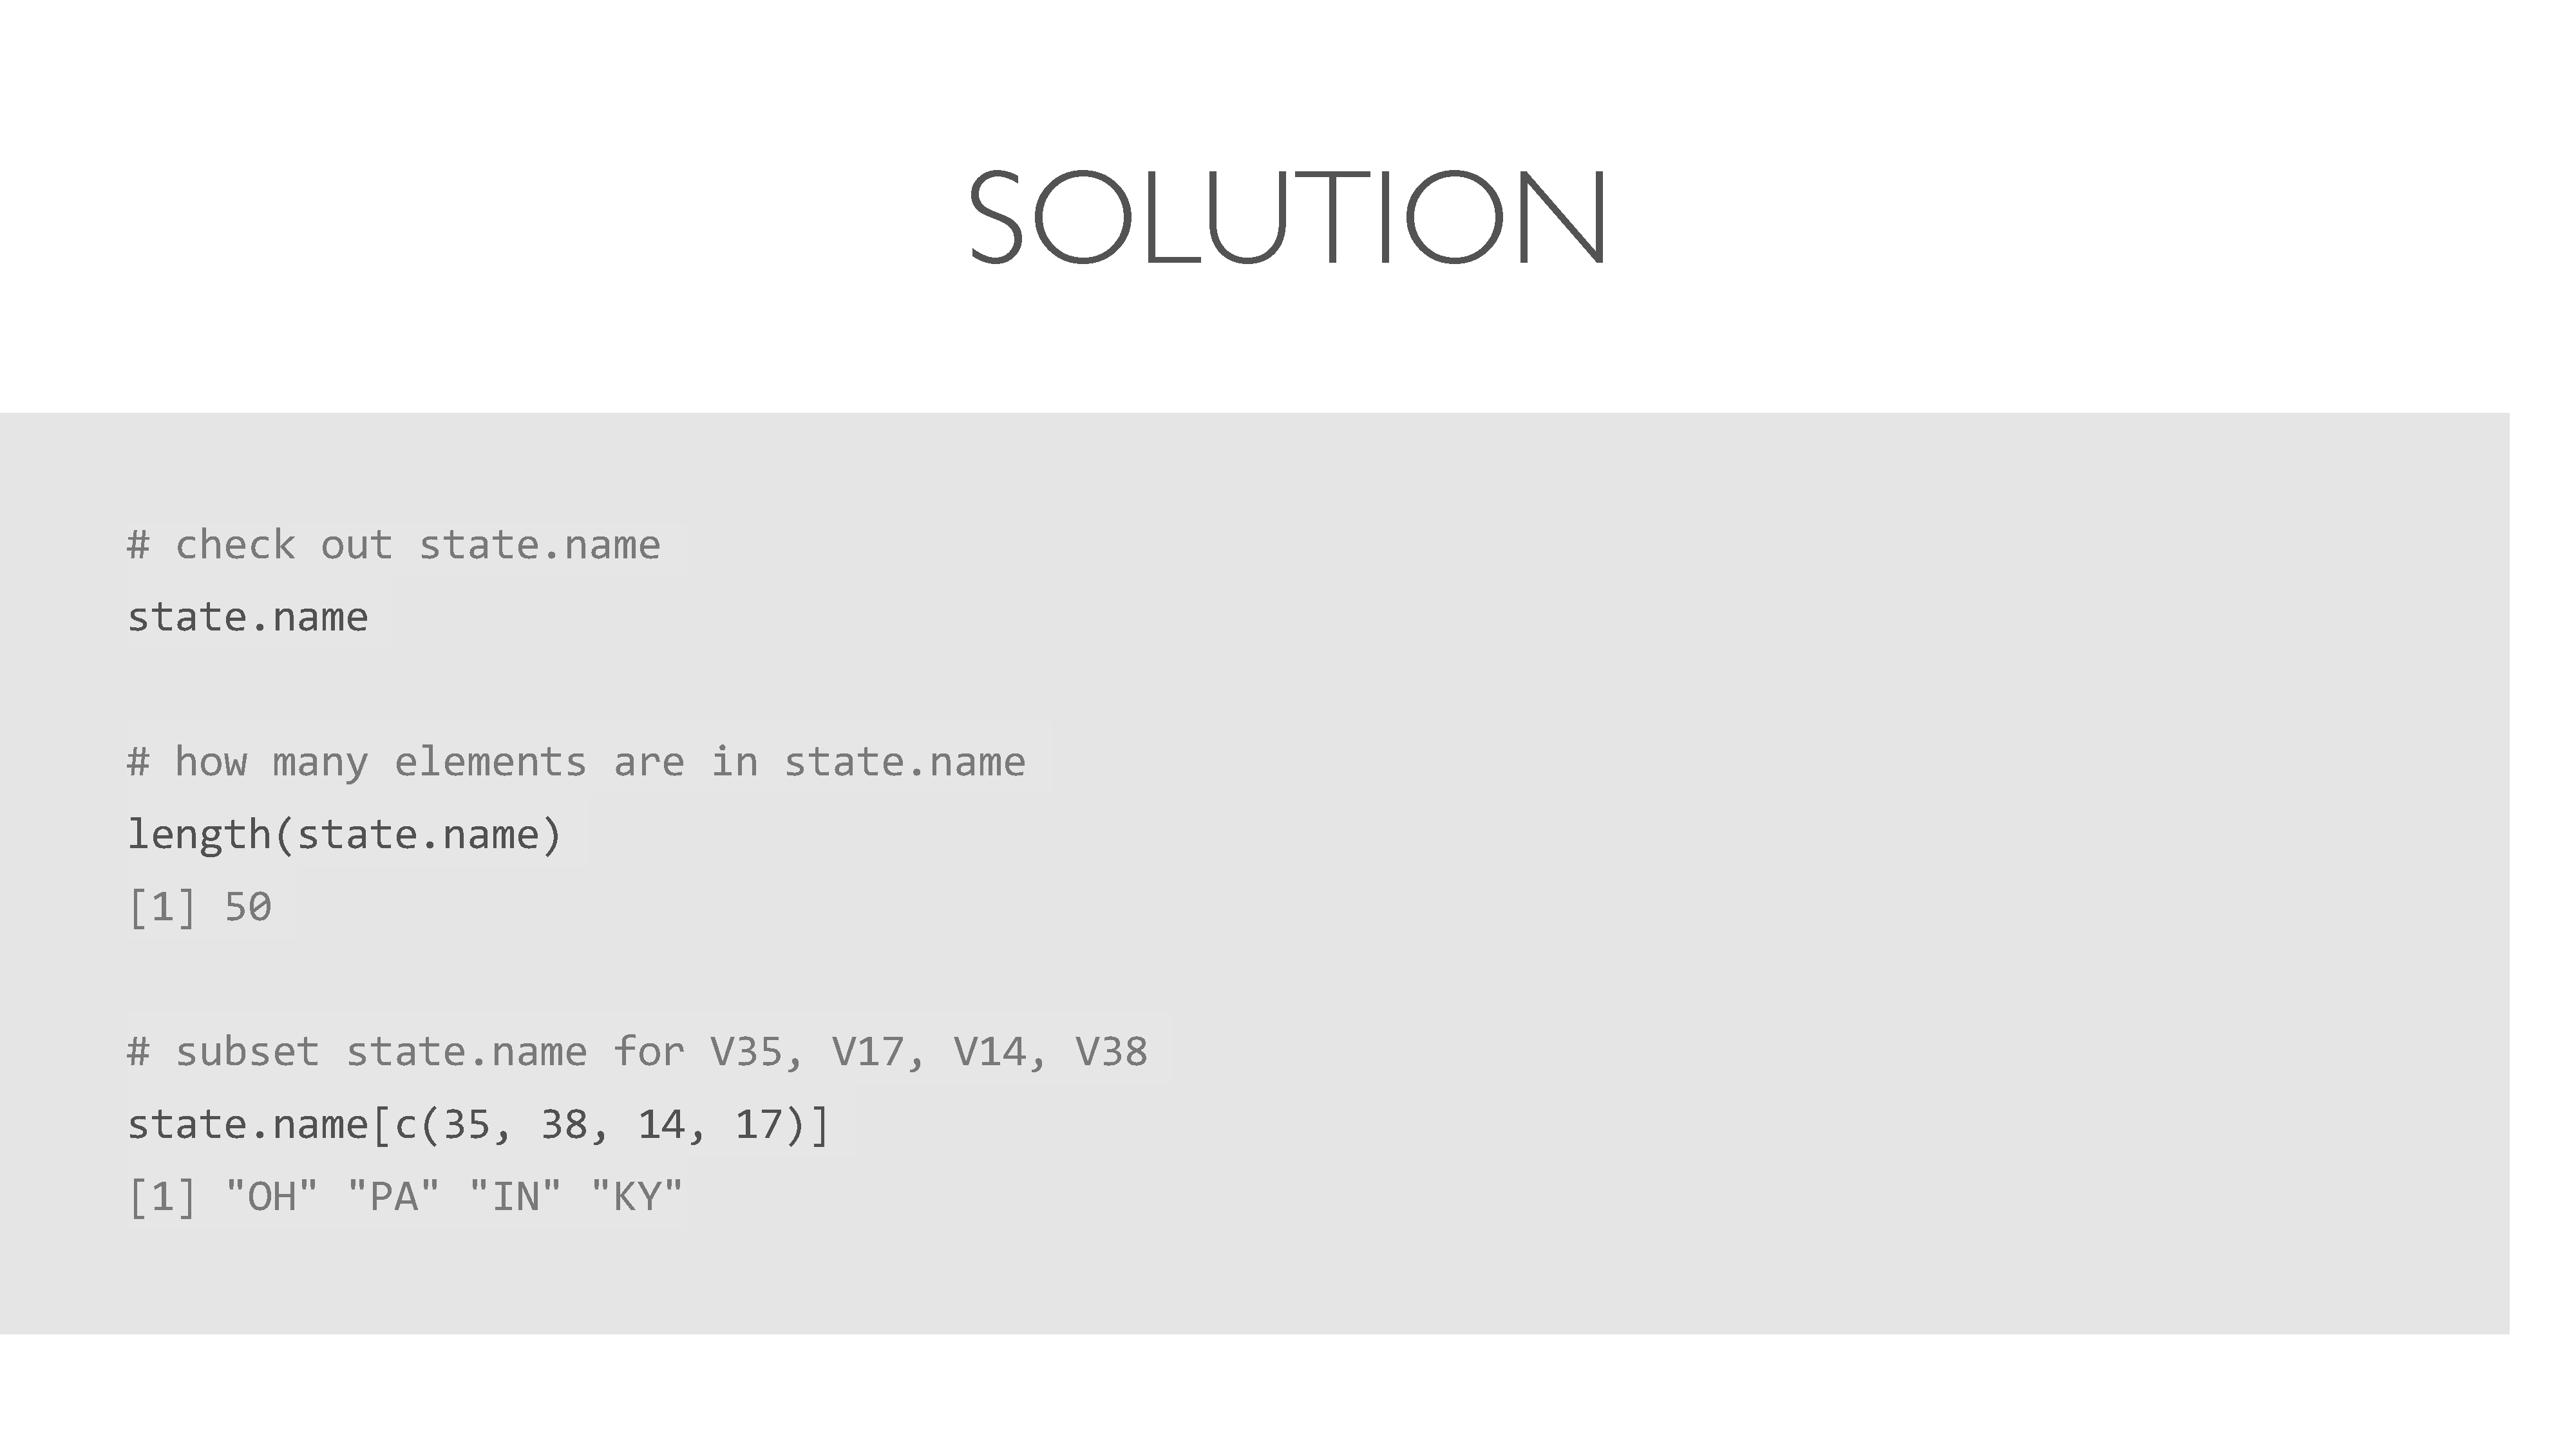 SOLUTION
# check out state.name
state.name
# how many elements are in state.name
length(state.name)
[1] 50
# subset state.name for V35, V17, V14, V38
state.name[c(35, 38, 14, 17)]
[1] "OH" "PA" "IN" "KY"